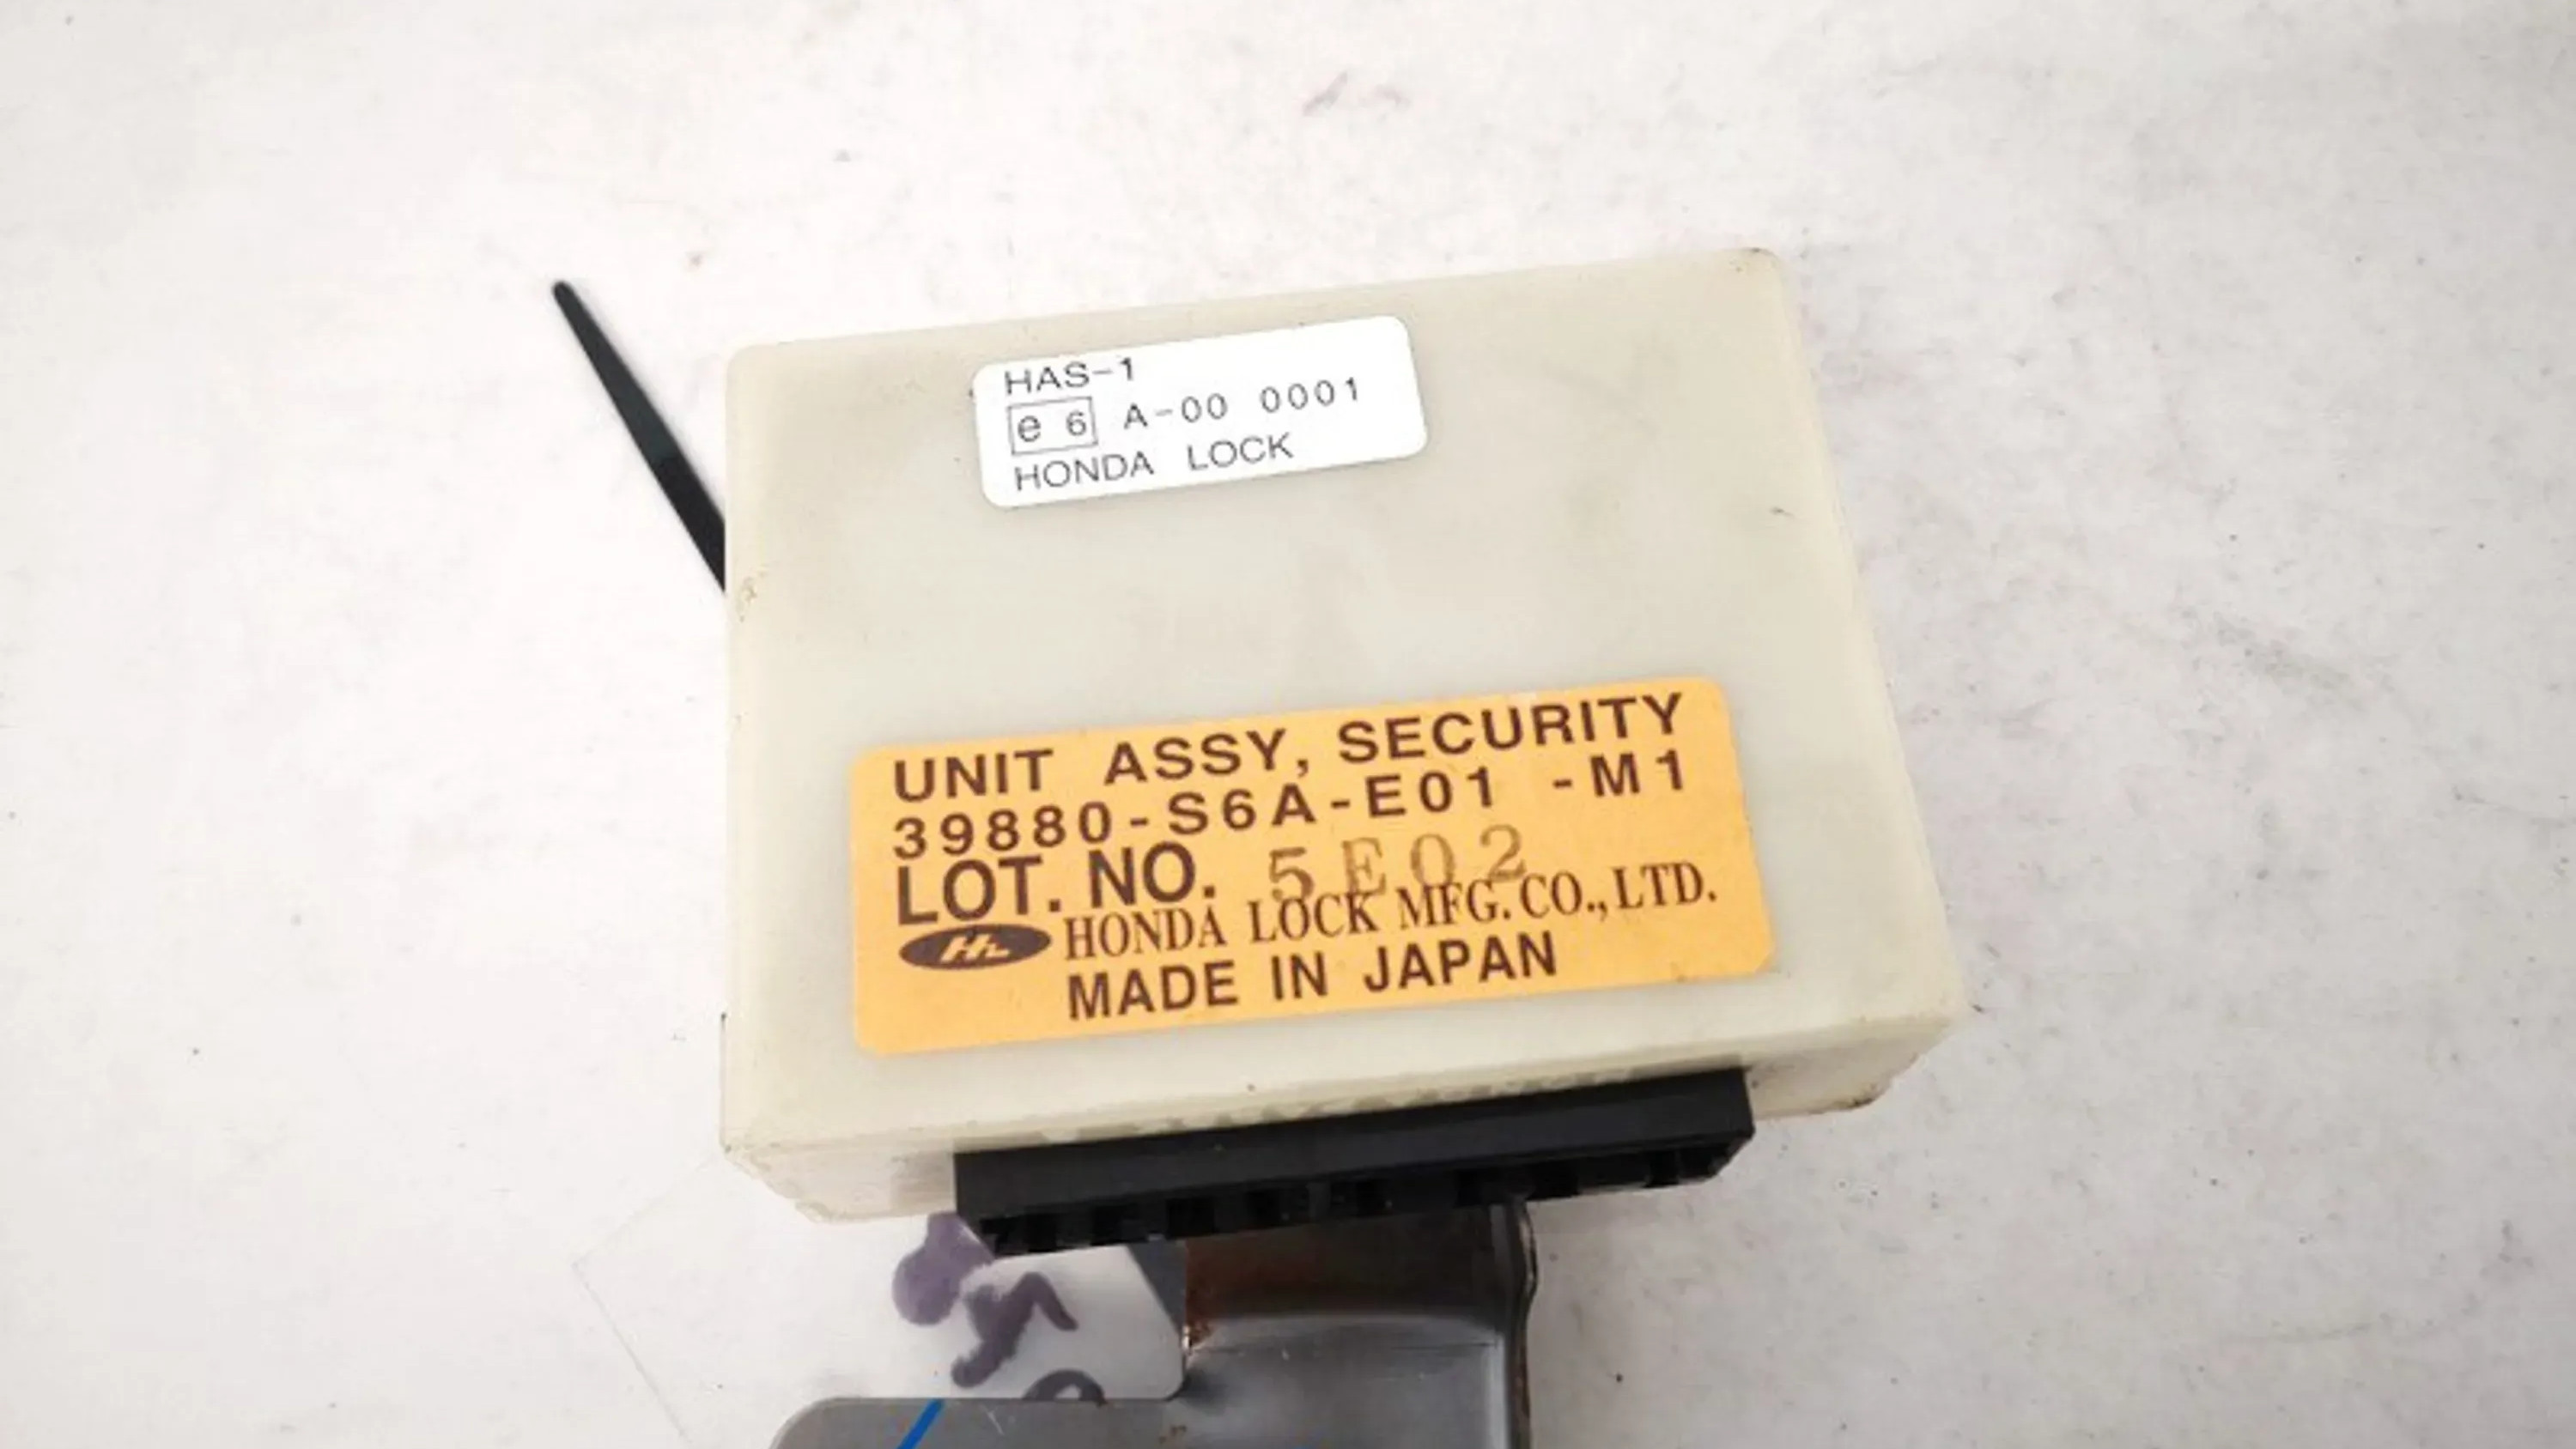 HAS-1
e 6 A-00 0001
HONDA LOCK
UNIT ASSY, SECURITY
39880-S6A-E01 -M1
LOT. NO. 5E02
HL HONDA LOCK MFG. CO., LTD.
MADE IN JAPAN